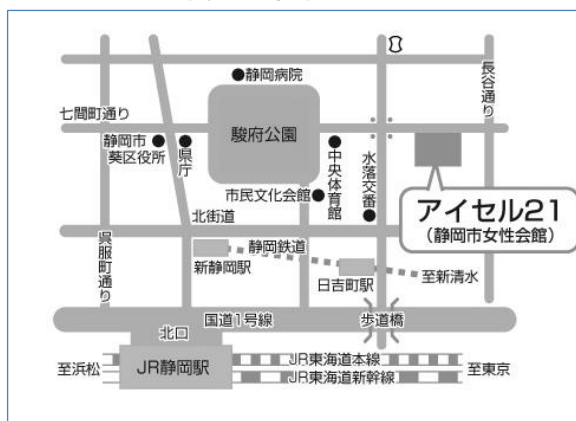 静岡病院
長谷通り
七間町通り
駿府公園
静岡市
葵区役所
県庁
中央体育館
水落交番
市民文化会館
アイセル21
(静岡市女性会館)
北街道
呉服町通り
静岡鉄道
新静岡駅
日吉町駅
至新清水
国道1号線
歩道橋
北口
JR東海道本線
至浜松
JR静岡駅
至東京
JR東海道新幹線